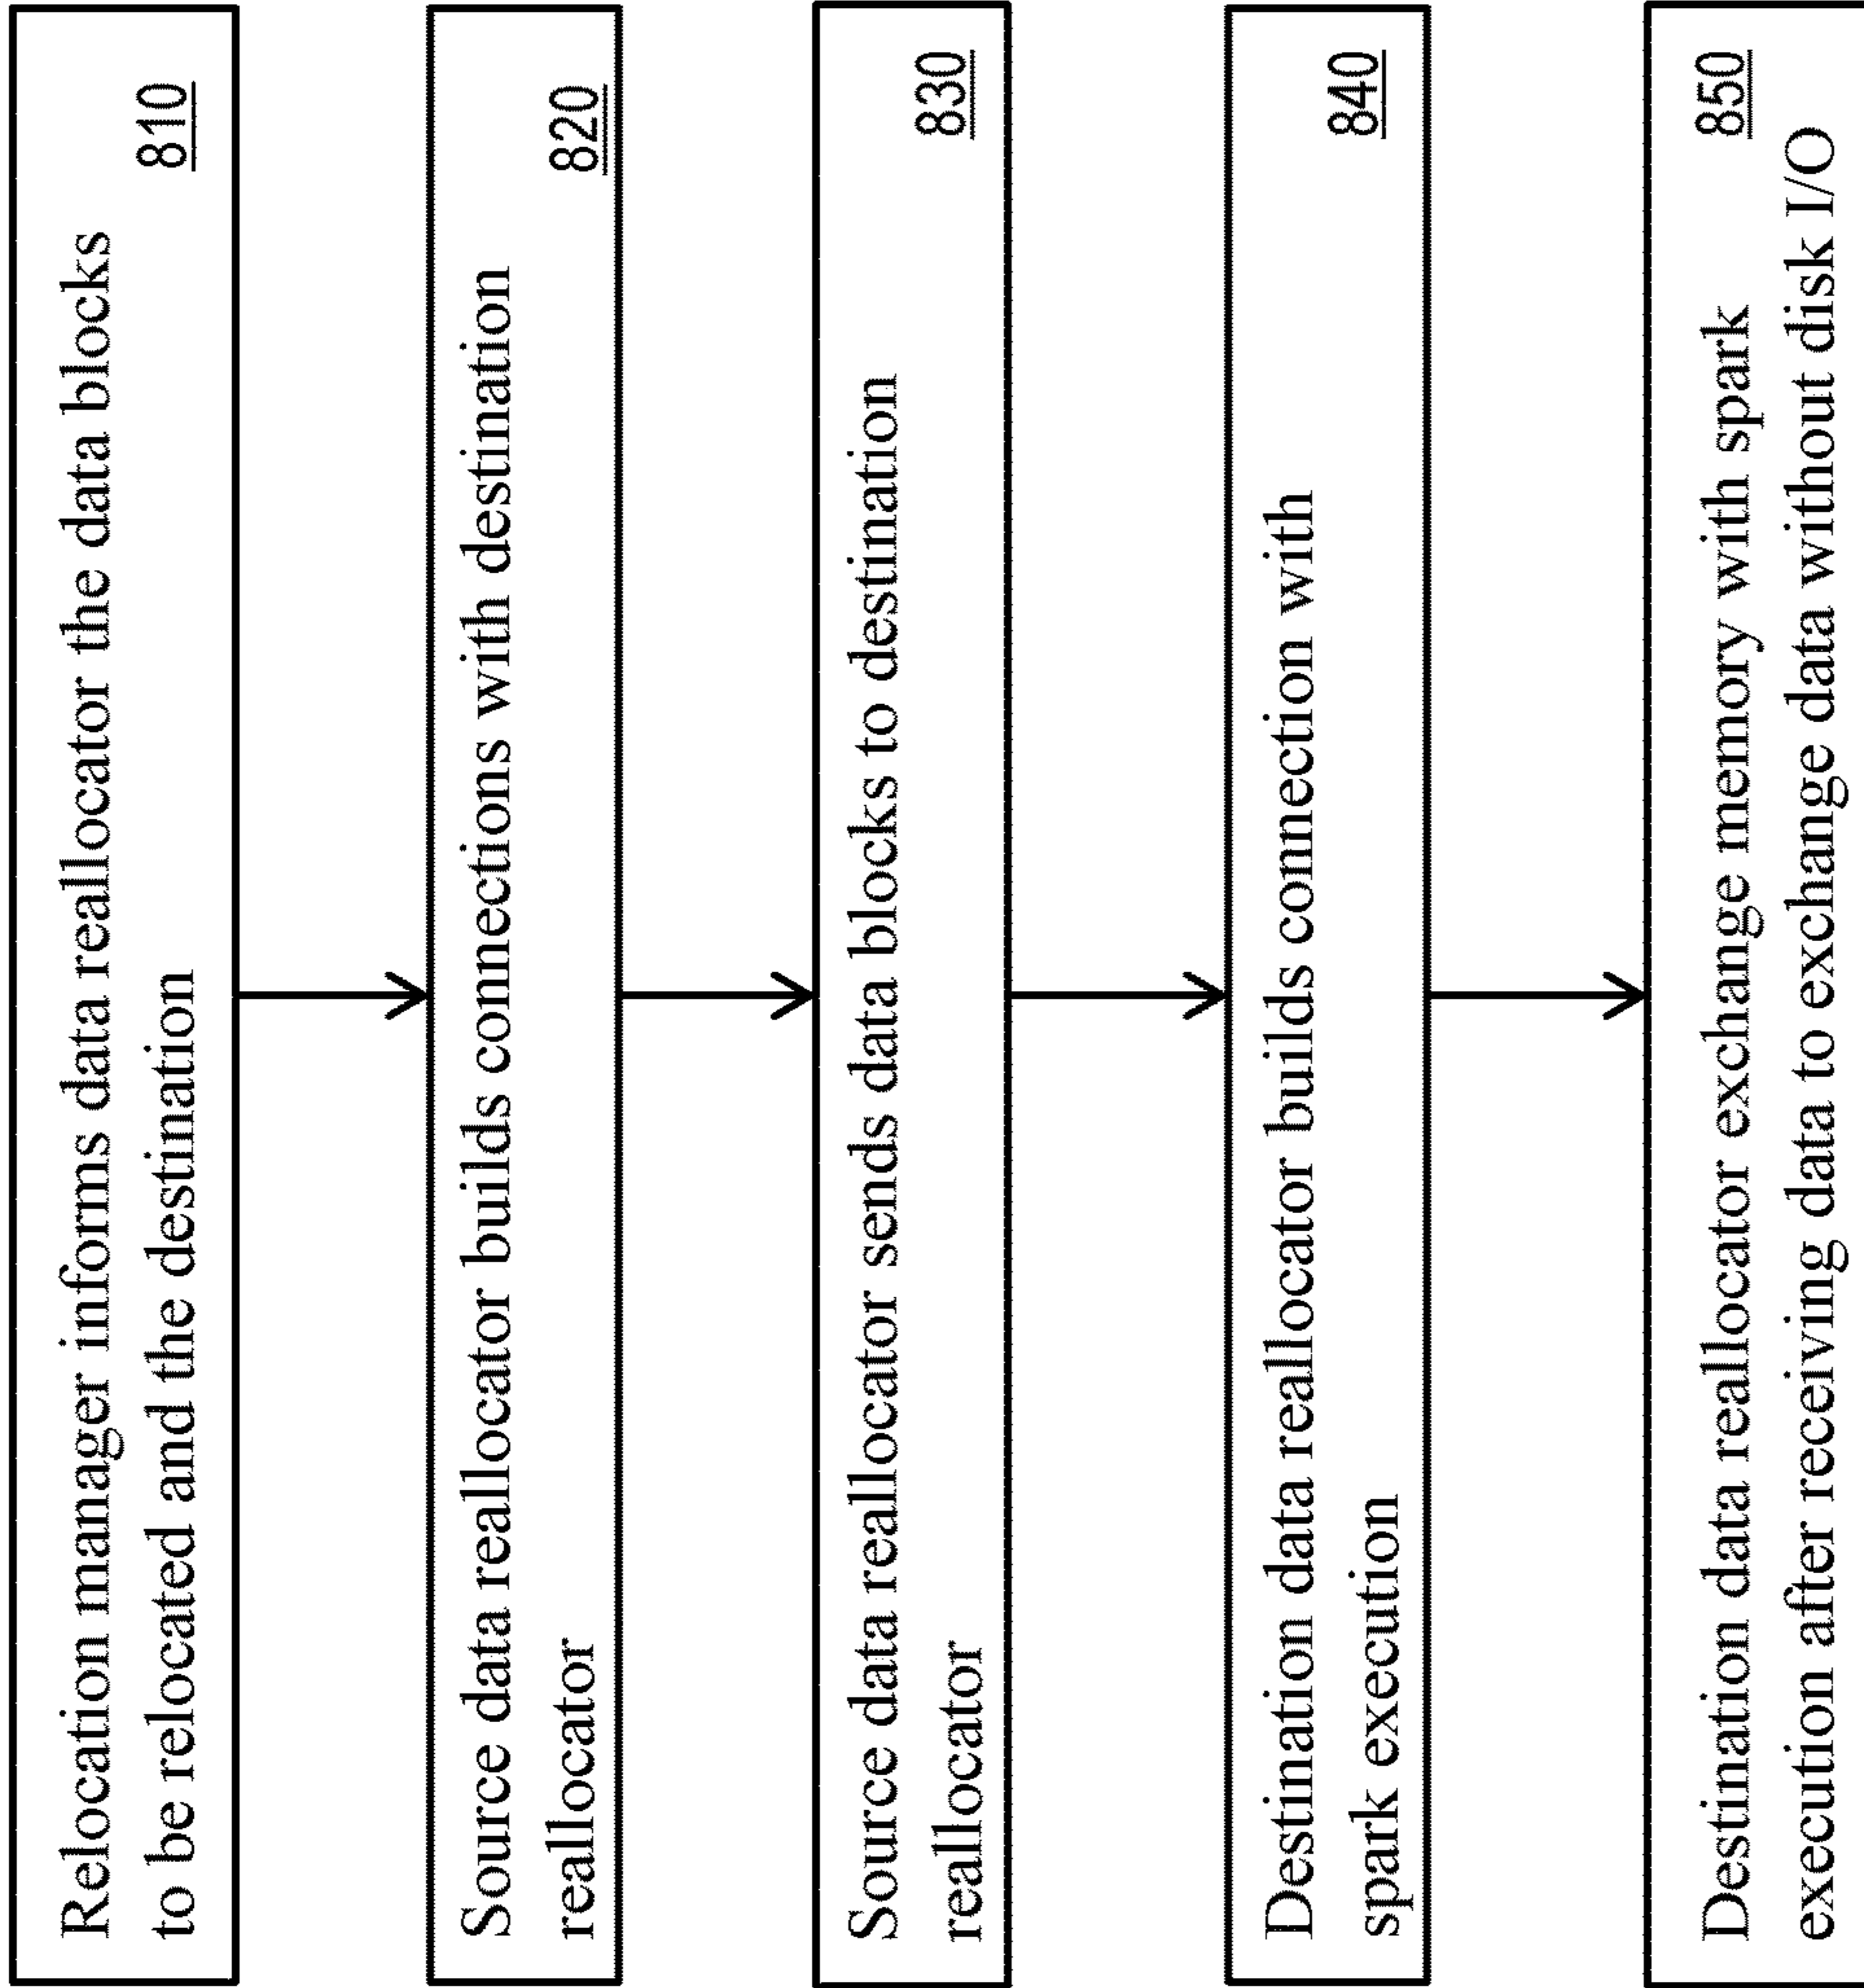 Relocation manager informs data reallocator the data blocks
to be relocated and the destination
810
Source data reallocator builds connections with destination
reallocator
820
Source data reallocator sends data blocks to destination
reallocator
830
Destination data reallocator builds connection with
spark execution
840
Destination data reallocator exchange memory with spark
850
execution after receiving data to exchange data without disk I/O